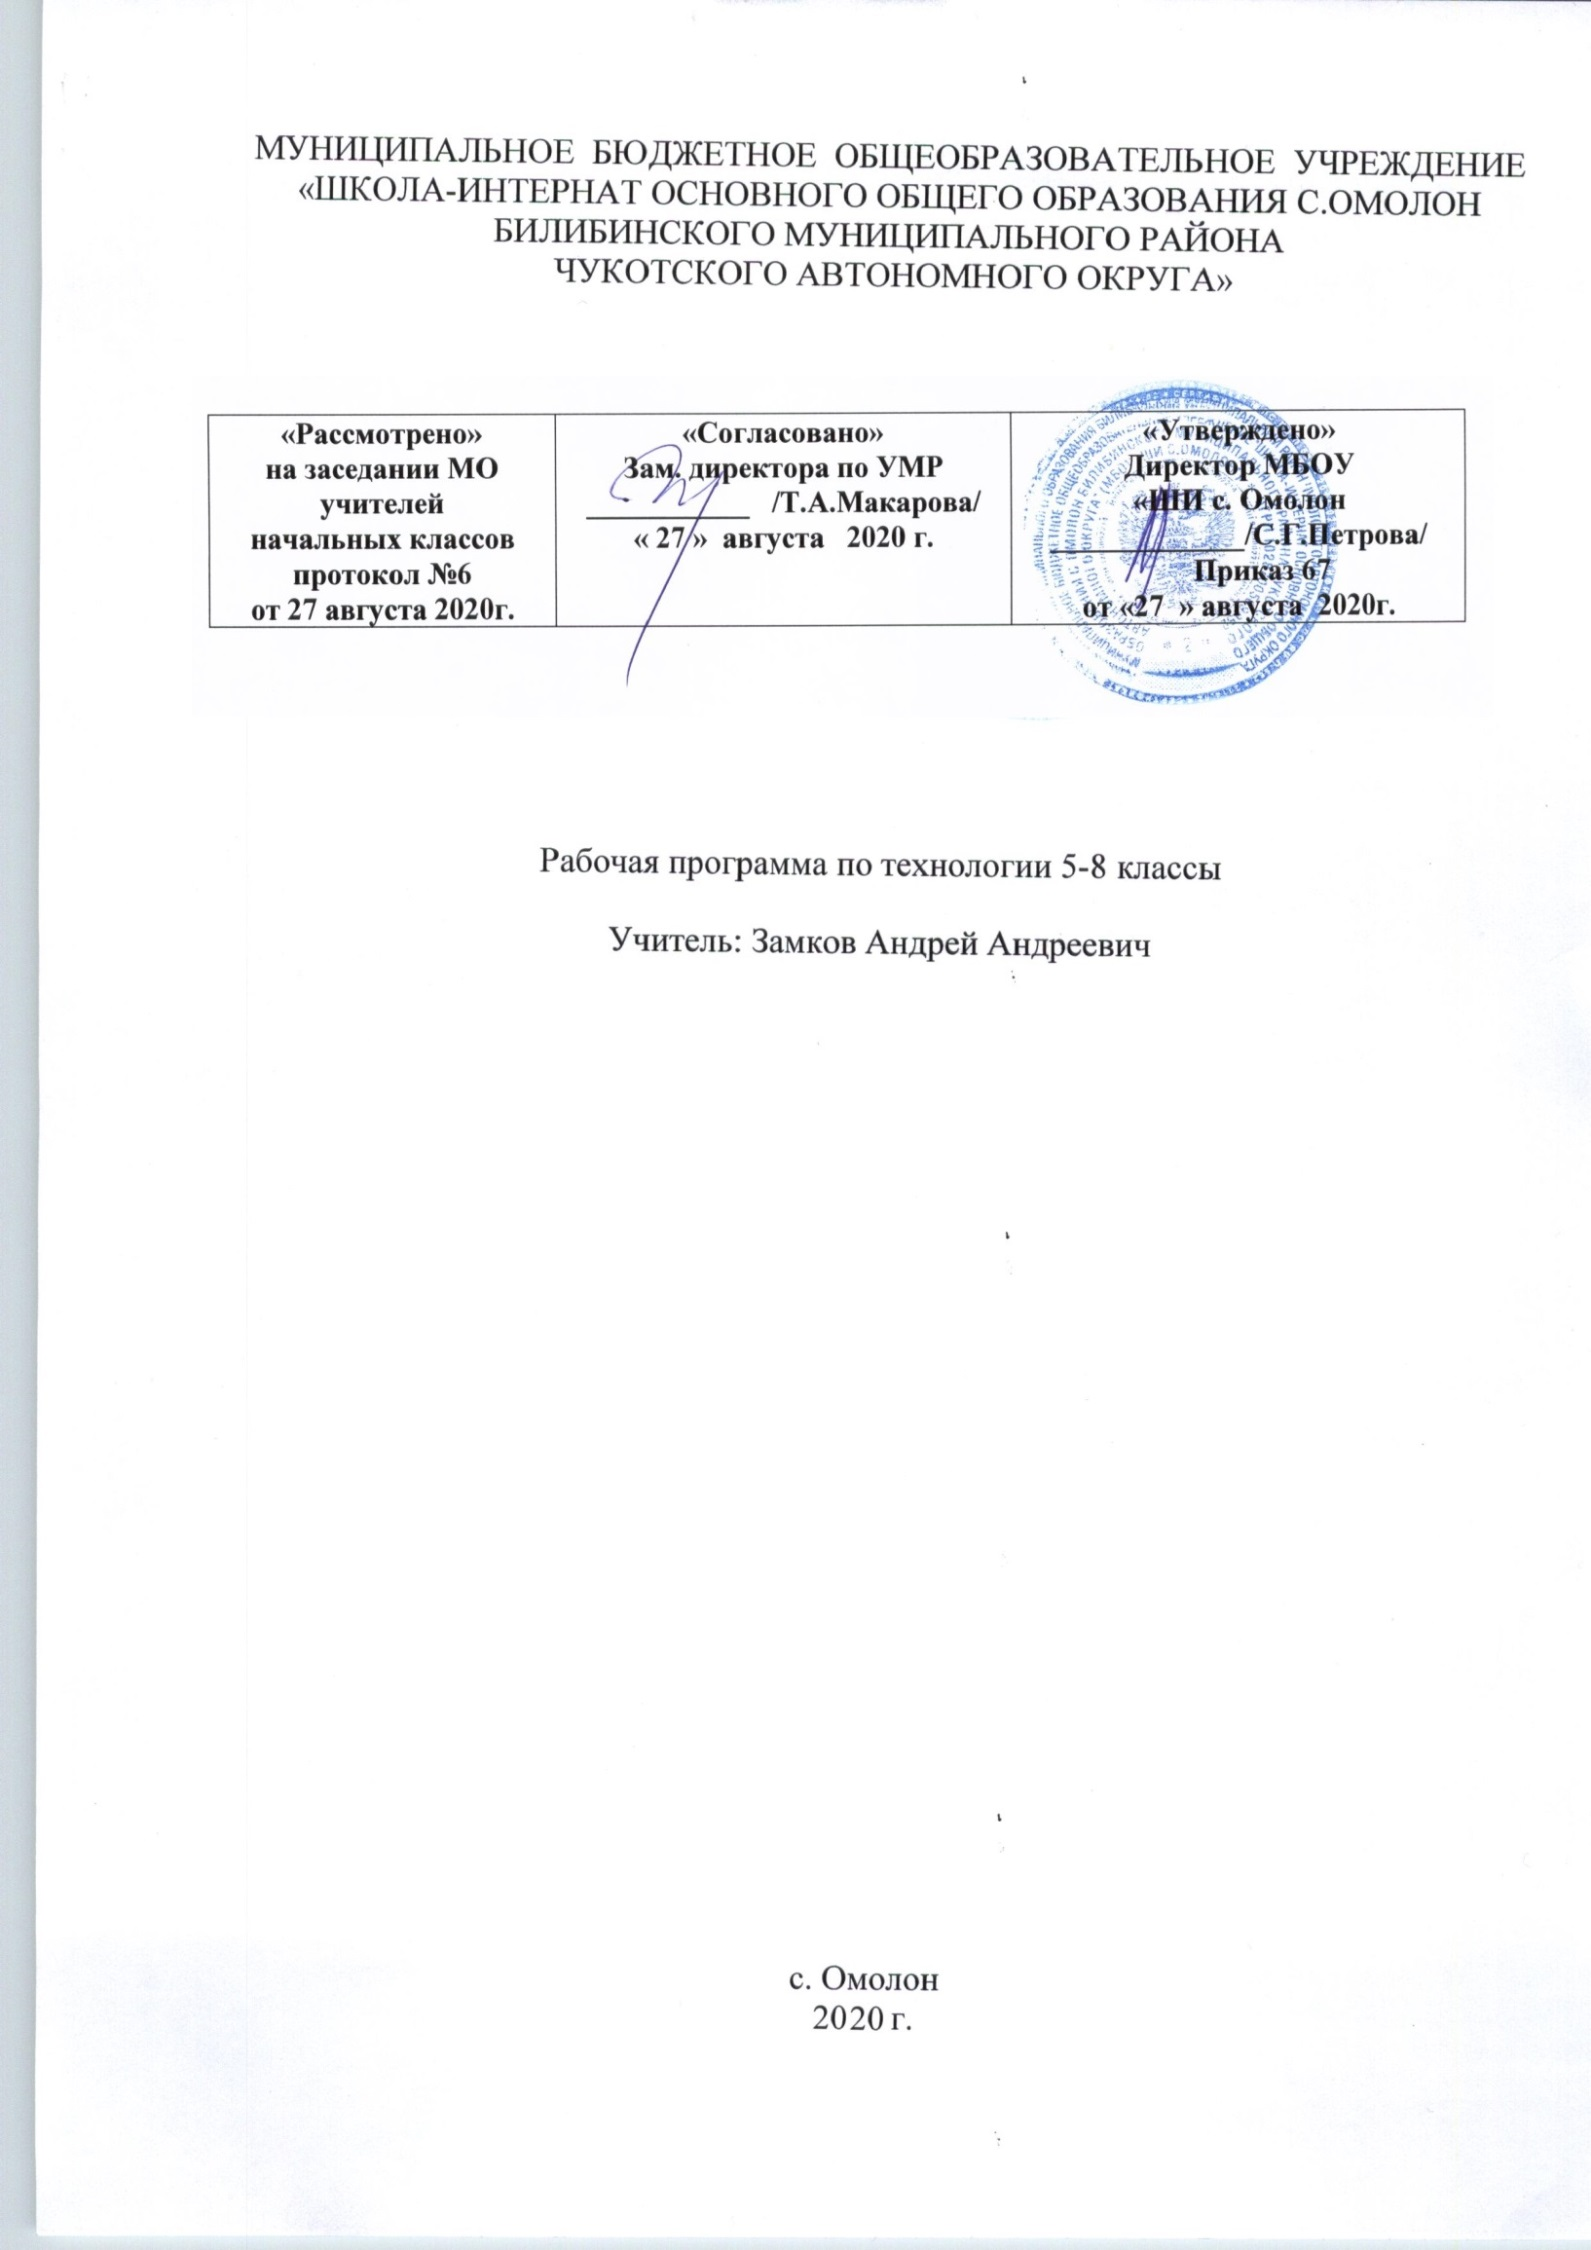 МУНИЦИПАЛЬНОЕ БЮДЖЕТНОЕ ОБЩЕОБРАЗОВАТЕЛЬНОЕ УЧРЕЖДЕНИЕ
«ШКОЛА-ИНТЕРНАТ ОСНОВНОГО ОБЩЕГО ОБРАЗОВАНИЯ С.ОМОЛОН
БИЛИБИНСКОГО МУНИЦИПАЛЬНОГО РАЙОНА
ЧУКОТСКОГО АВТОНОМНОГО ОКРУГА»
«Рассмотрено»
на заседании МО
учителей
начальных классов
протокол №6
от 27 августа 2020г.
«Согласовано»
Зам. директора по УМР
___________ /Т.А.Макарова/
« 27 » августа 2020 г.
«Утверждено»
Директор МБОУ
«ШИ с. Омолон
_____________/С.Г.Петрова/
Приказ 67
от «27 » августа 2020г.
Рабочая программа по технологии 5-8 классы
Учитель: Замков Андрей Андреевич
с. Омолон
2020 г.